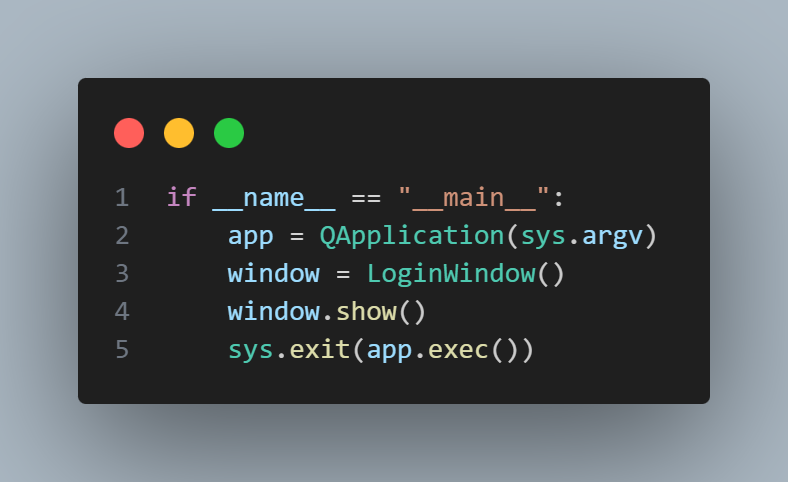 1 if __name__ == "__main__":
2     app = QApplication(sys.argv)
3     window = LoginWindow()
4     window.show()
5     sys.exit(app.exec())